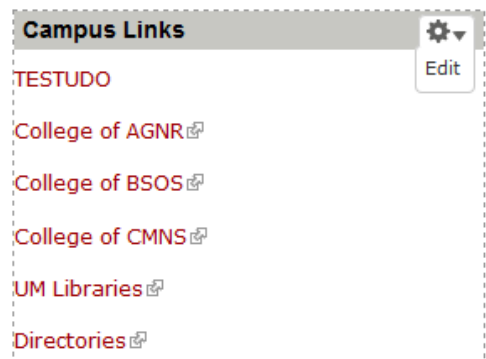 Campus Links
Edit
TESTUDO
College of AGNR
College of BSOS
College of CMNS
UM Libraries
Directories